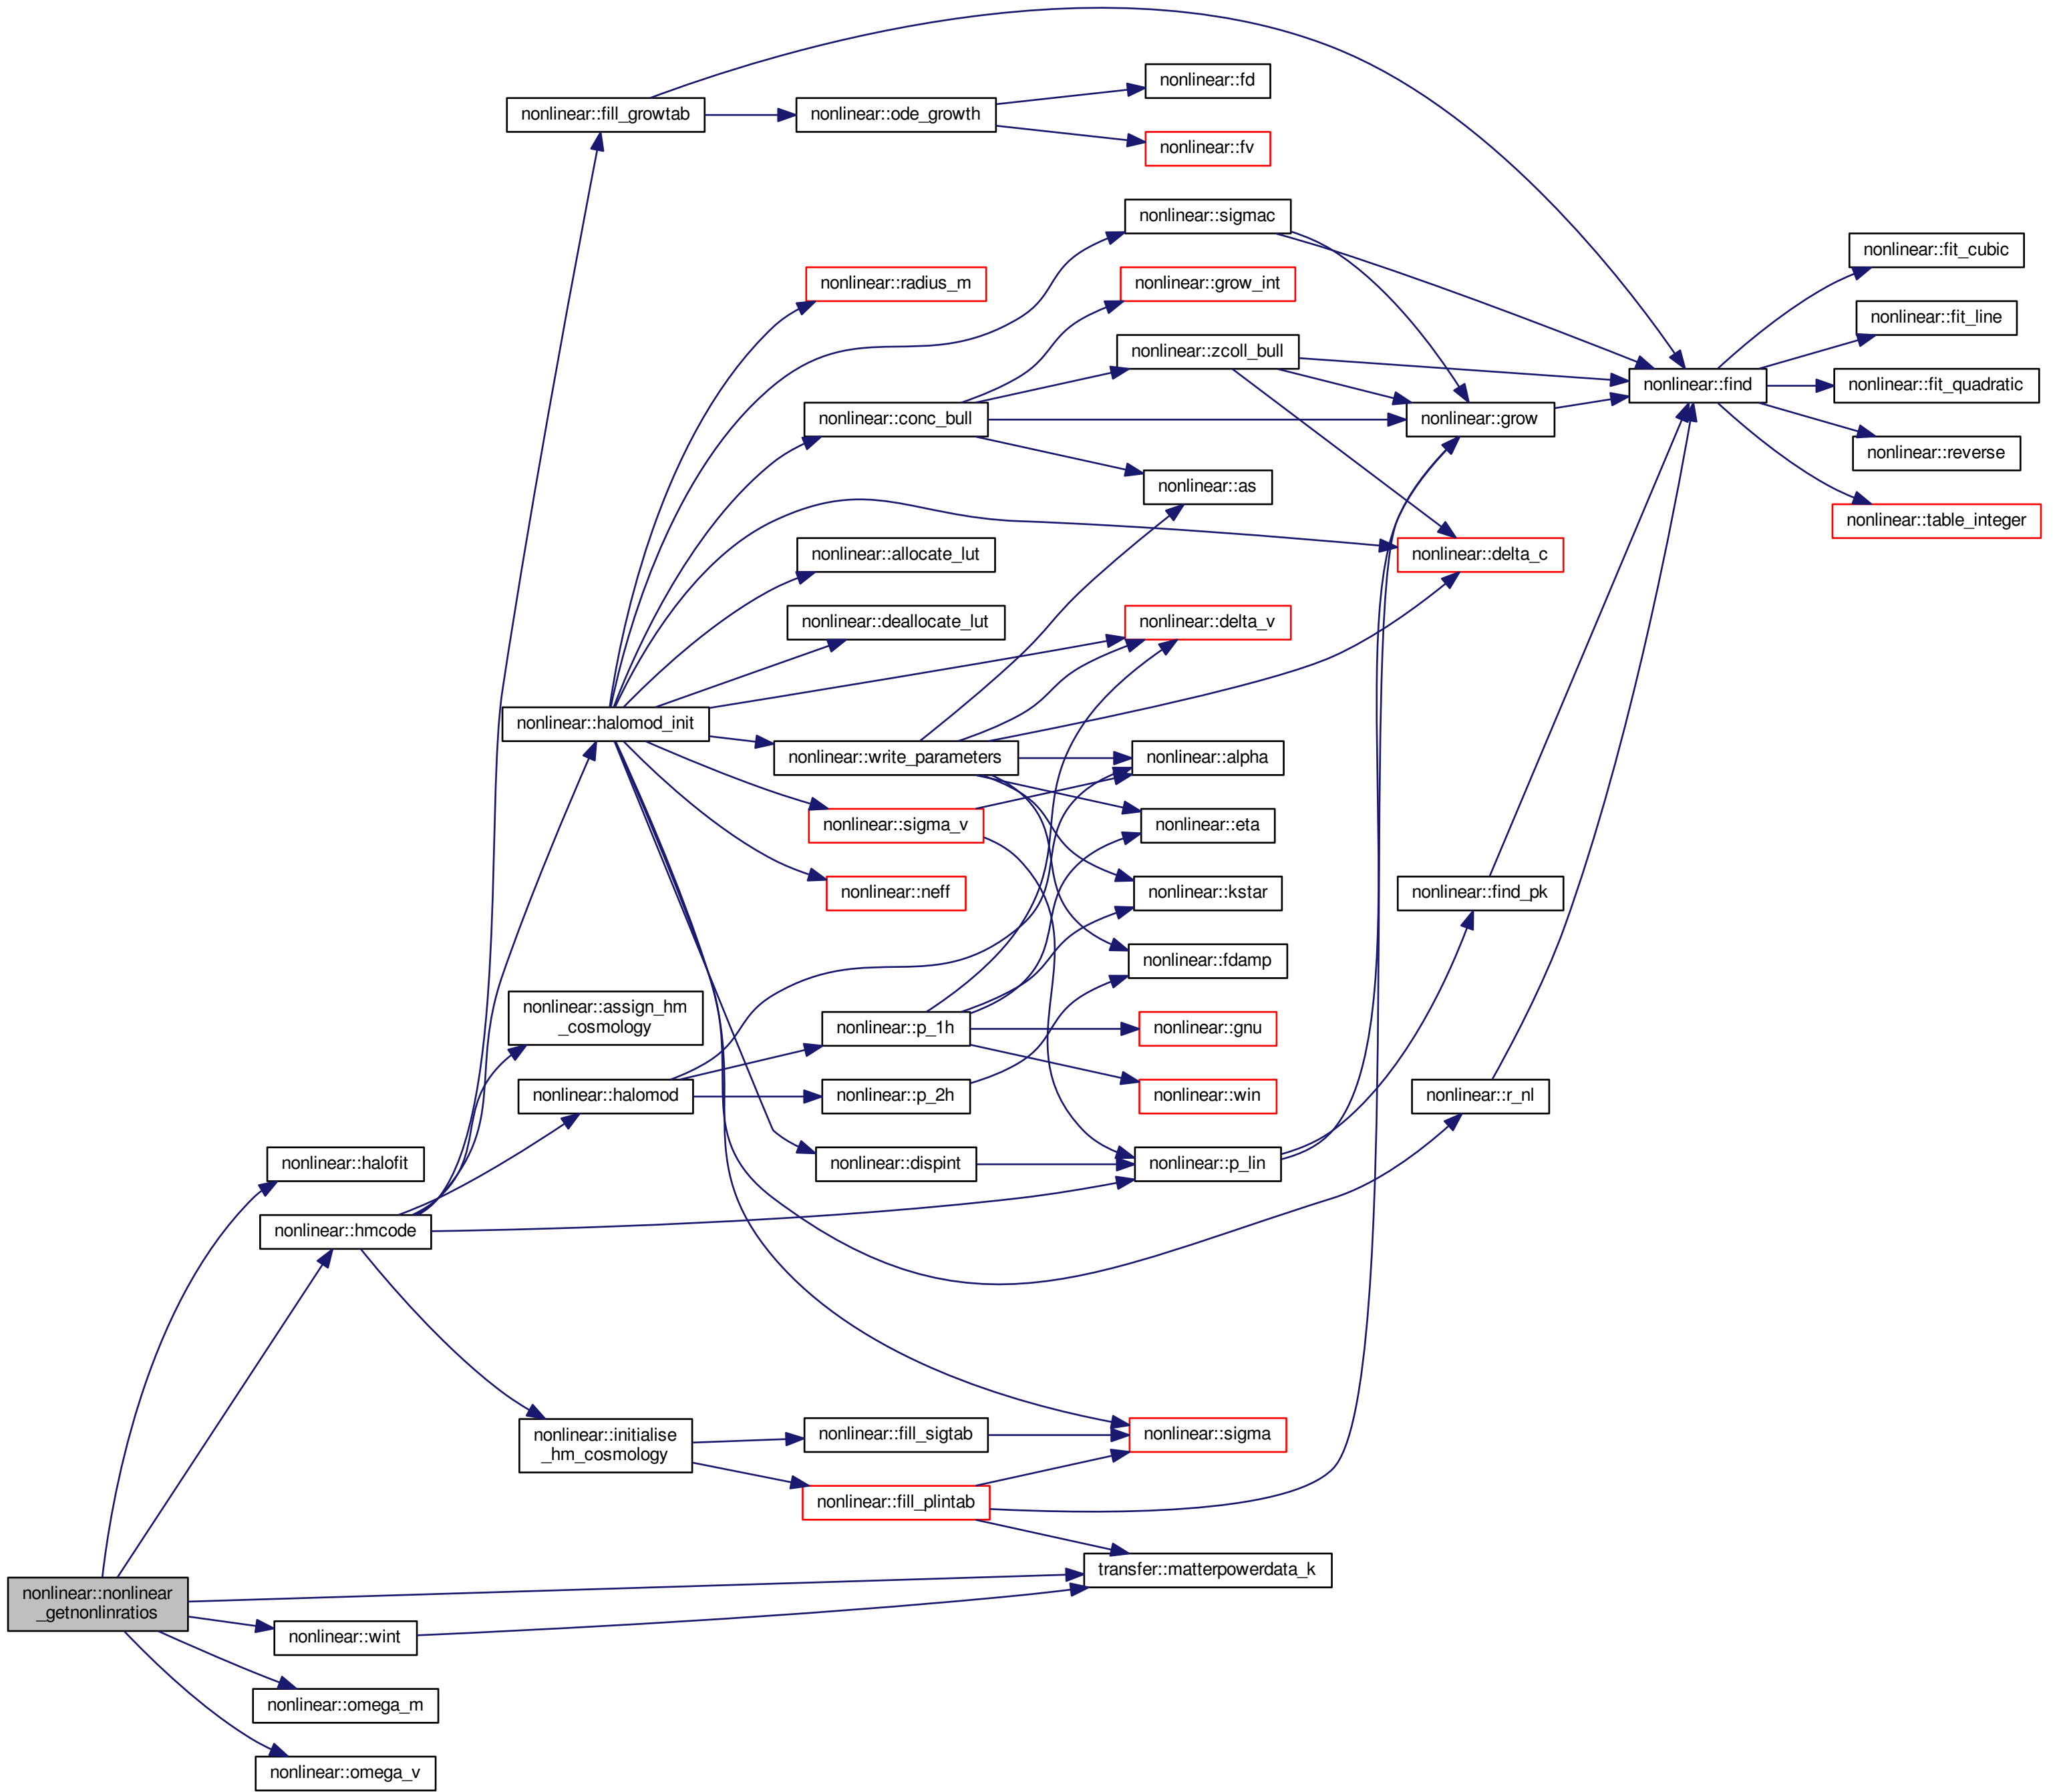 nonlinear::fd
nonlinear::fill_growtab
nonlinear::ode_growth
nonlinear::fv
nonlinear::sigmac
nonlinear::fit_cubic
nonlinear::radius_m
nonlinear::grow_int
nonlinear::fit_line
nonlinear::zcoll_bull
nonlinear::find
nonlinear::fit_quadratic
nonlinear::conc_bull
nonlinear::grow
nonlinear::reverse
nonlinear::as
nonlinear::table_integer
nonlinear::allocate_lut
nonlinear::delta_c
nonlinear::deallocate_lut
nonlinear::delta_v
nonlinear::halomod_init
nonlinear::write_parameters
nonlinear::alpha
nonlinear::sigma_v
nonlinear::eta
nonlinear::neff
nonlinear::kstar
nonlinear::find_pk
nonlinear::fdamp
nonlinear::assign_hm
_cosmology
nonlinear::p_1h
nonlinear::gnu
nonlinear::halomod
nonlinear::p_2h
nonlinear::win
nonlinear::r_nl
nonlinear::halofit
nonlinear::dispint
nonlinear::p_lin
nonlinear::hmcode
nonlinear::initialise
_hm_cosmology
nonlinear::fill_sigtab
nonlinear::sigma
nonlinear::fill_plintab
transfer::matterpowerdata_k
nonlinear::nonlinear
_getnonlinratios
nonlinear::wint
nonlinear::omega_m
nonlinear::omega_v